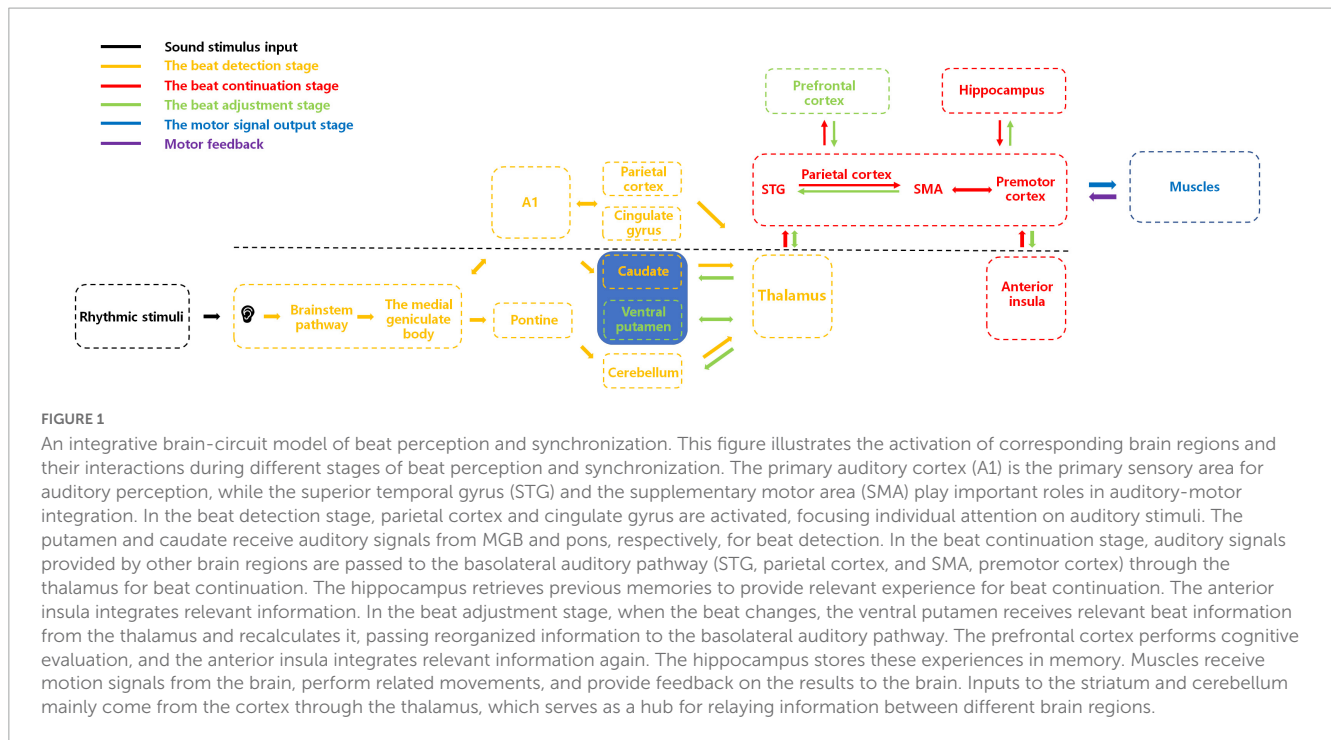 Sound stimulus input
The beat detection stage
The beat continuation stage
The beat adjustment stage
The motor signal output stage
Motor feedback
Prefrontal
cortex
Hippocampus
A1
Parietal
cortex
Cingulate
gyrus
STG
Parietal cortex
SMA
Premotor
cortex
Muscles
Rhythmic stimuli
Brainstem
pathway
The medial
geniculate
body
Pontine
Caudate
Ventral
putamen
Cerebellum
Thalamus
Anterior
insula
FIGURE 1
An integrative brain-circuit model of beat perception and synchronization. This figure illustrates the activation of corresponding brain regions and
their interactions during different stages of beat perception and synchronization. The primary auditory cortex (A1) is the primary sensory area for
auditory perception, while the superior temporal gyrus (STG) and the supplementary motor area (SMA) play important roles in auditory-motor
integration. In the beat detection stage, parietal cortex and cingulate gyrus are activated, focusing individual attention on auditory stimuli. The
putamen and caudate receive auditory signals from MGB and pons, respectively, for beat detection. In the beat continuation stage, auditory signals
provided by other brain regions are passed to the basolateral auditory pathway (STG, parietal cortex, and SMA, premotor cortex) through the
thalamus for beat continuation. The hippocampus retrieves previous memories to provide relevant experience for beat continuation. The anterior
insula integrates relevant information. In the beat adjustment stage, when the beat changes, the ventral putamen receives relevant beat information
from the thalamus and recalculates it, passing reorganized information to the basolateral auditory pathway. The prefrontal cortex performs cognitive
evaluation, and the anterior insula integrates relevant information again. The hippocampus stores these experiences in memory. Muscles receive
motion signals from the brain, perform related movements, and provide feedback on the results to the brain. Inputs to the striatum and cerebellum
mainly come from the cortex through the thalamus, which serves as a hub for relaying information between different brain regions.